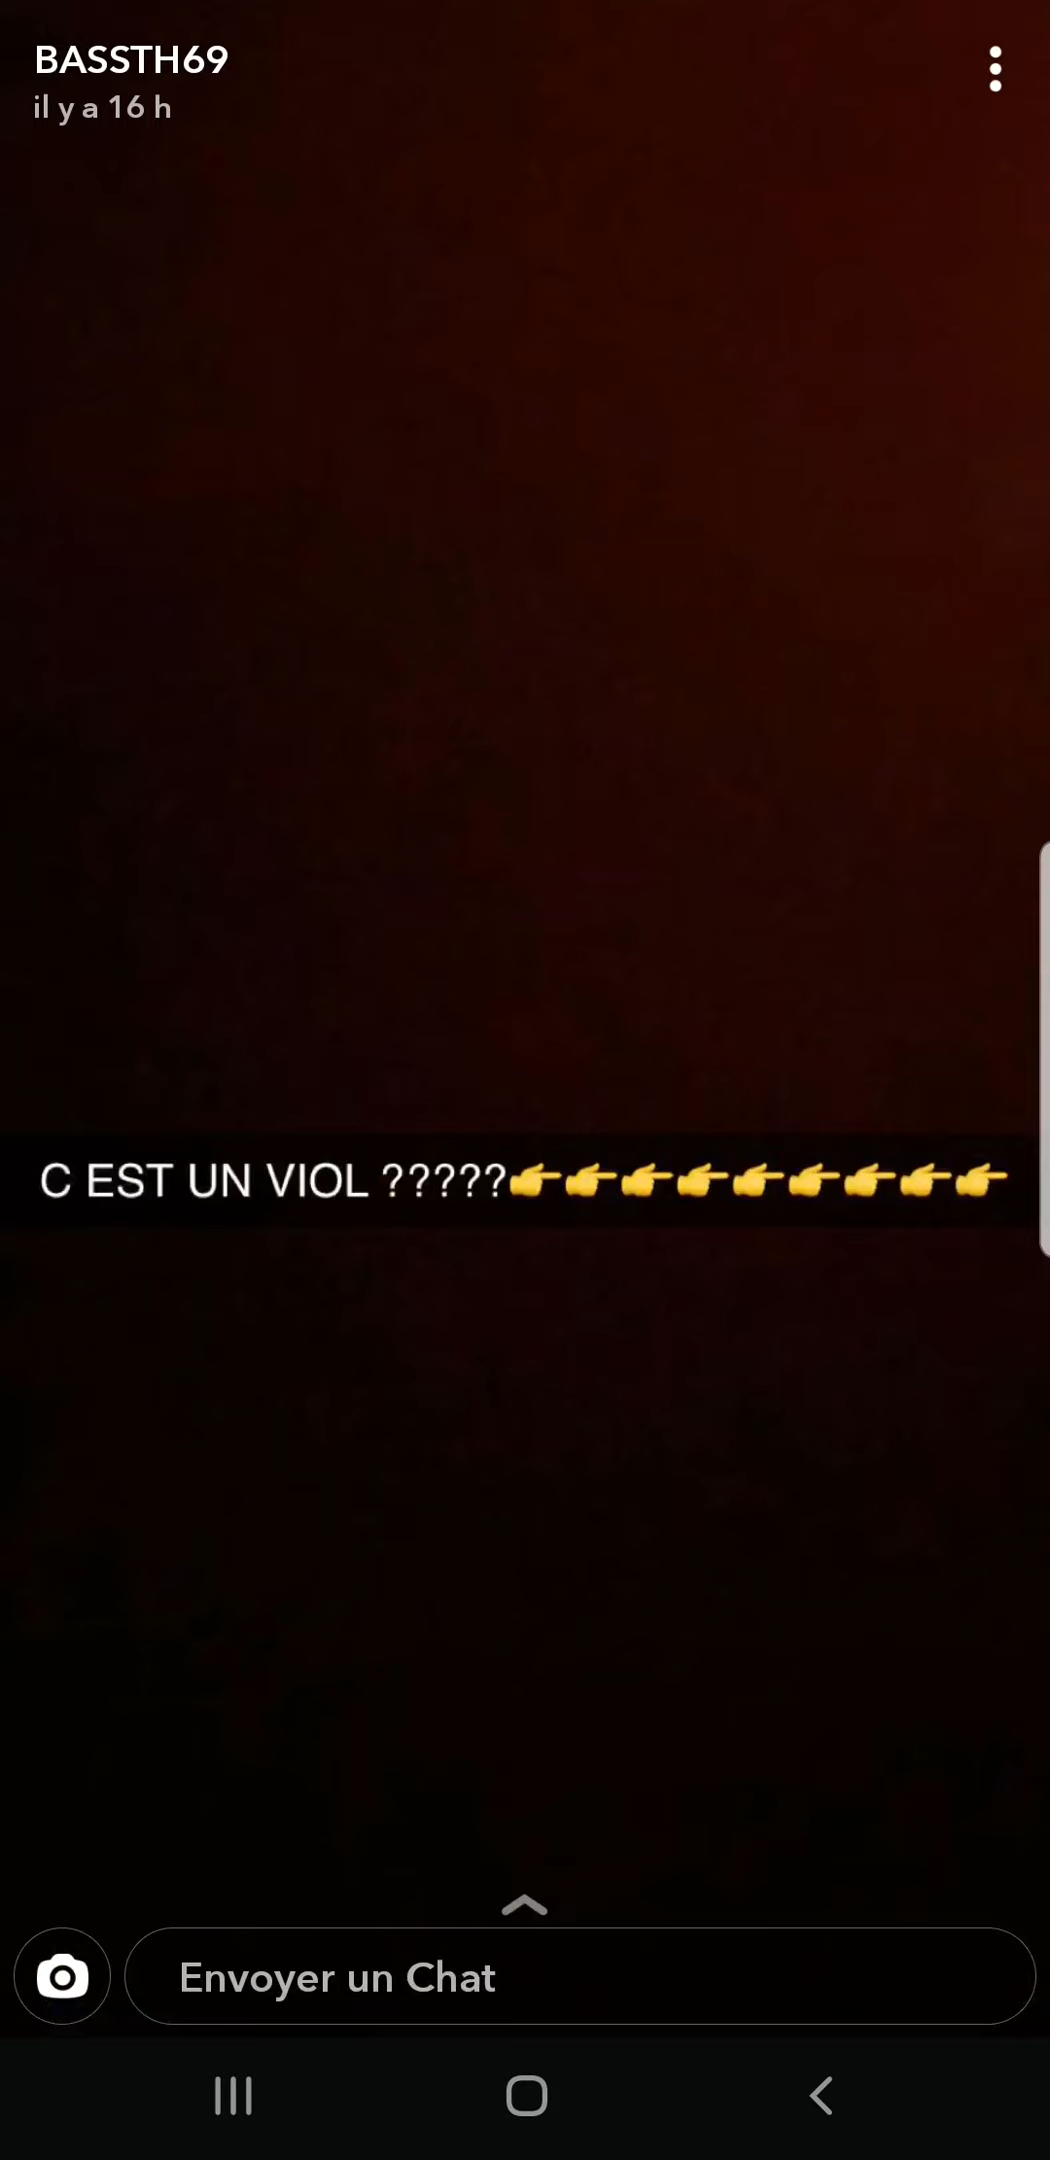 BASSTH69
il y a 16 h
C EST UN VIOL ?????👉👉👉👉👉👉👉👉👉
Envoyer un Chat